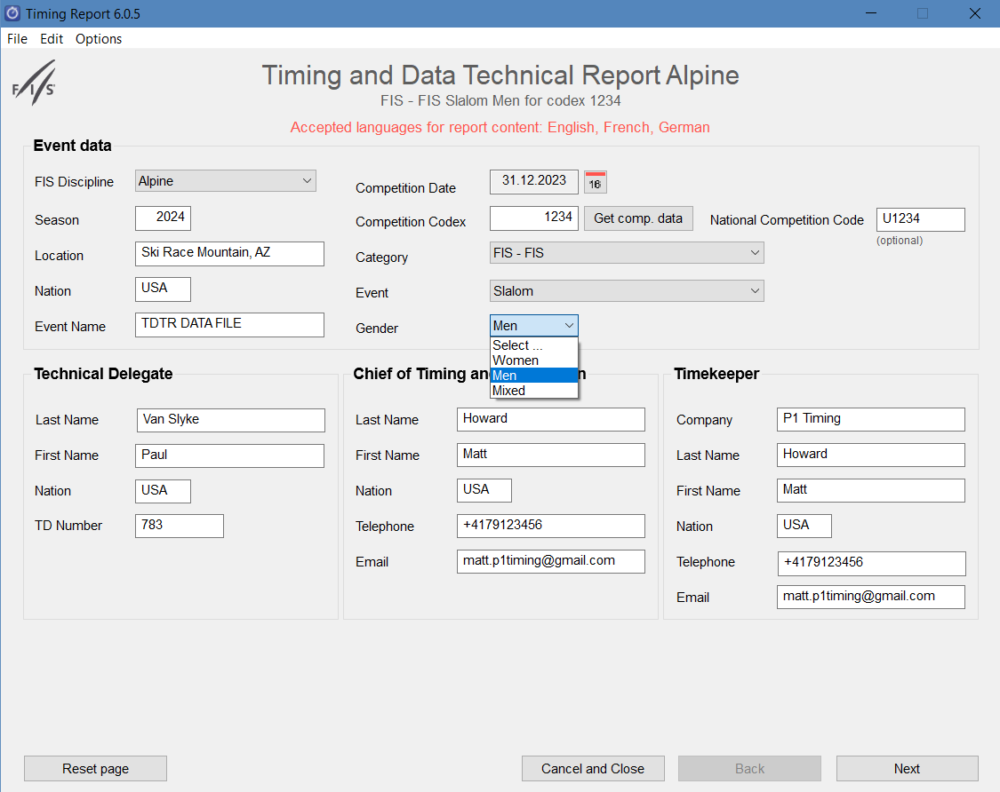 Timing Report 6.0.5
File Edit Options
FIS
Timing and Data Technical Report Alpine
FIS - FIS Slalom Men for codex 1234
Accepted languages for report content: English, French, German
Event data
FIS Discipline Alpine
Season 2024
Location Ski Race Mountain, AZ
Nation USA
Event Name TDTR DATA FILE
Competition Date 31.12.2023 16
Competition Codex 1234 Get comp. data National Competition Code U1234
(optional)
Category FIS - FIS
Event Slalom
Gender Men
Select ...
Women
Men
Mixed
Technical Delegate
Last Name Van Slyke
First Name Paul
Nation USA
TD Number 783
Chief of Timing an n
Last Name Howard
First Name Matt
Nation USA
Telephone +4179123456
Email matt.p1timing@gmail.com
Timekeeper
Company P1 Timing
Last Name Howard
First Name Matt
Nation USA
Telephone +4179123456
Email matt.p1timing@gmail.com
Reset page Cancel and Close Back Next